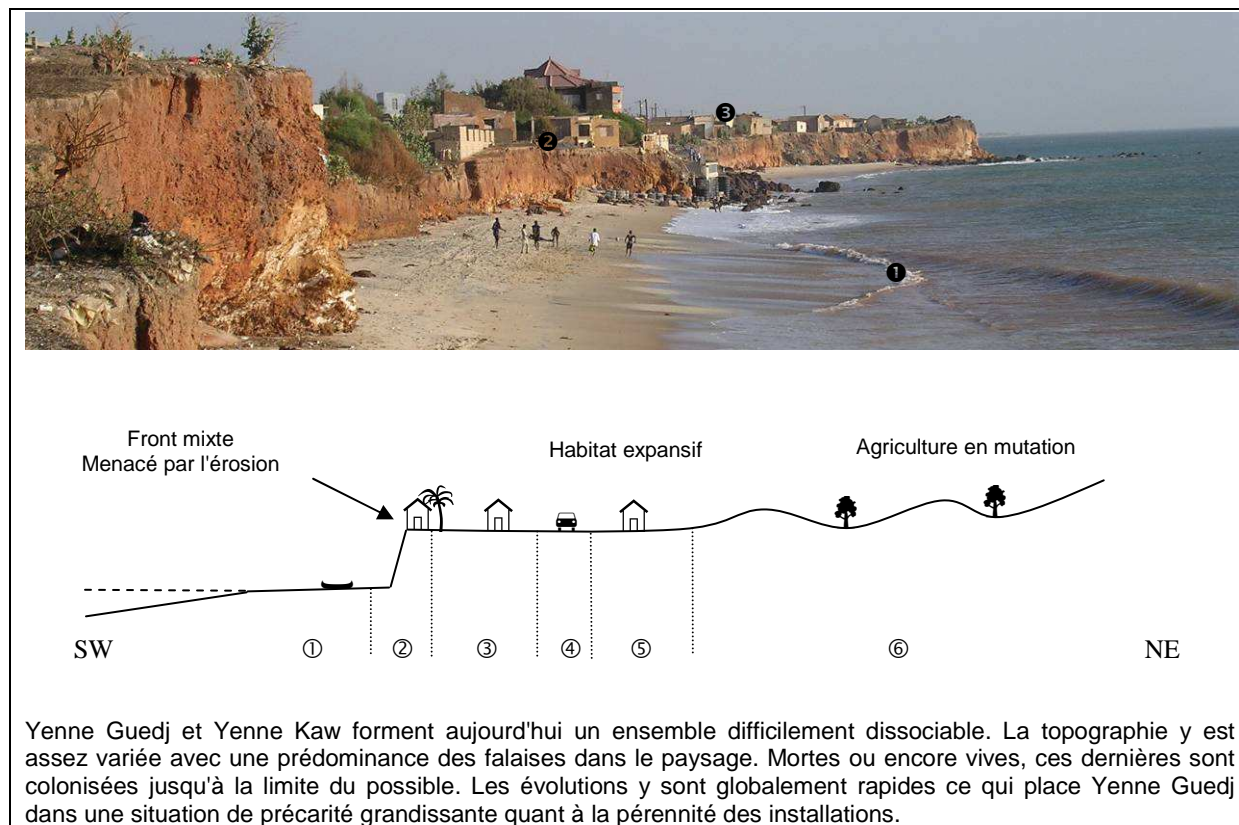 ❸
❷
❶
Front mixte
Menacé par l'érosion
Habitat expansif
Agriculture en mutation
SW ① ② ③ ④ ⑤ ⑥ NE
Yenne Guedj et Yenne Kaw forment aujourd'hui un ensemble difficilement dissociable. La topographie y est
assez variée avec une prédominance des falaises dans le paysage. Mortes ou encore vives, ces dernières sont
colonisées jusqu'à la limite du possible. Les évolutions y sont globalement rapides ce qui place Yenne Guedj
dans une situation de précarité grandissante quant à la pérennité des installations.